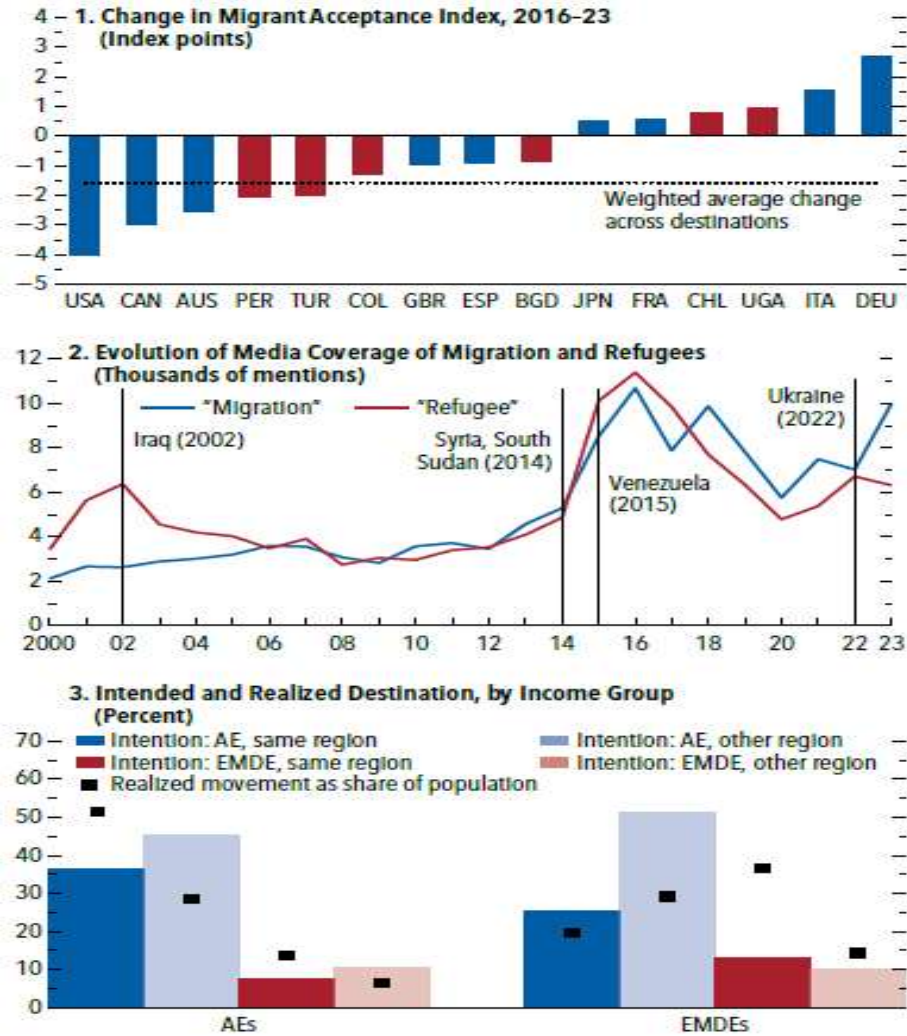 1. Change in Migrant Acceptance Index, 2016–23
(Index points)
4
3
2
1
0
−1
−2
−3
−4
−5
Weighted average change
across destinations
USA CAN AUS PER TUR COL GBR ESP BGD JPN FRA CHL UGA ITA DEU
2. Evolution of Media Coverage of Migration and Refugees
(Thousands of mentions)
12
10
8
6
4
2
0
"Migration" "Refugee"
Iraq (2002)
Syria, South
Sudan (2014)
Venezuela
(2015)
Ukraine
(2022)
2000 02 04 06 08 10 12 14 16 18 20 22 23
3. Intended and Realized Destination, by Income Group
(Percent)
70
60
50
40
30
20
10
0
Intention: AE, same region Intention: AE, other region
Intention: EMDE, same region Intention: EMDE, other region
Realized movement as share of population
AEs EMDEs